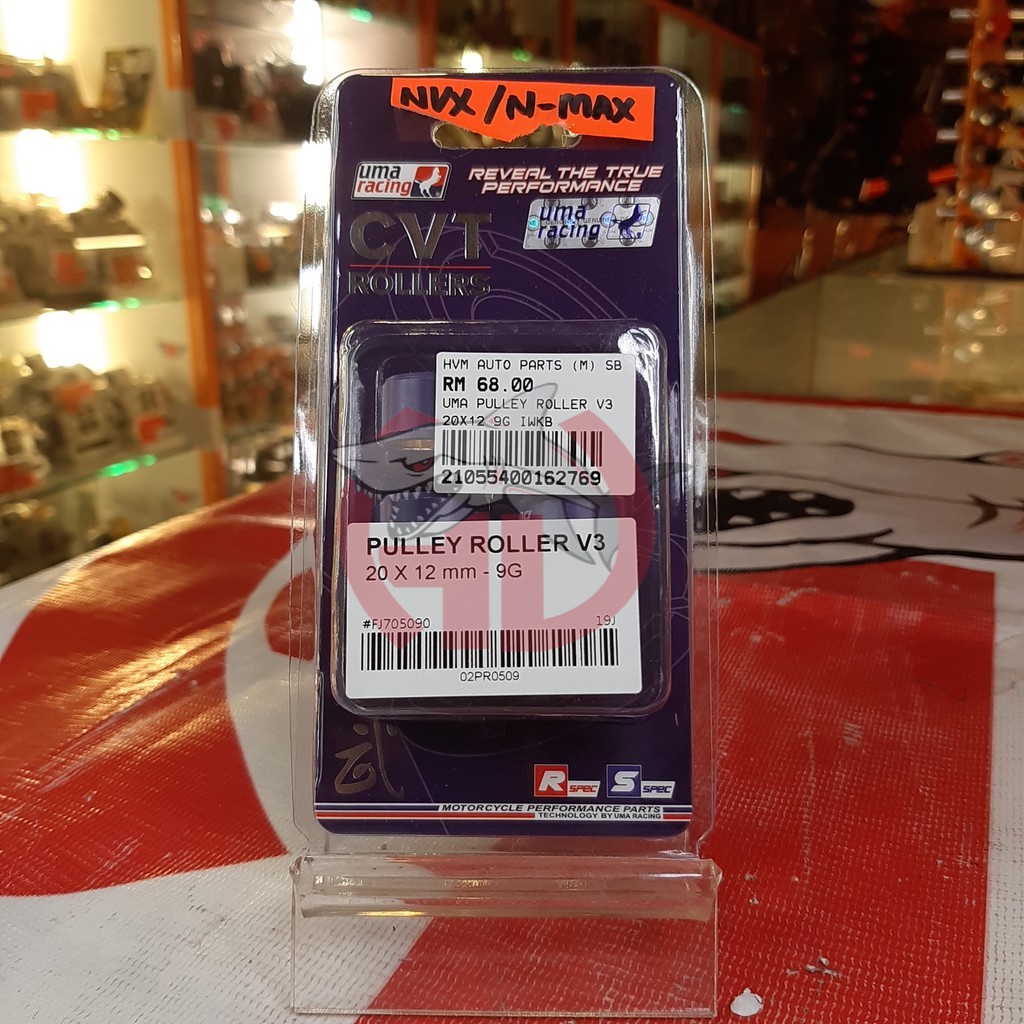 NVX/N-MAX
uma
racing
REVEAL THE TRUE
PERFORMANCE
uma
racing
CVT
ROLLERS
HVM AUTO PARTS (M) SB
RM 68.00
UMA PULLEY ROLLER V3
20X12 9G IWKB
21055400162769
PULLEY ROLLER V3
20 X 12 mm - 9G
#FJ705090 19J
02PR0509
武
R SPEC S SPEC
MOTORCYCLE PERFORMANCE PARTS
TECHNOLOGY BY UMA RACING